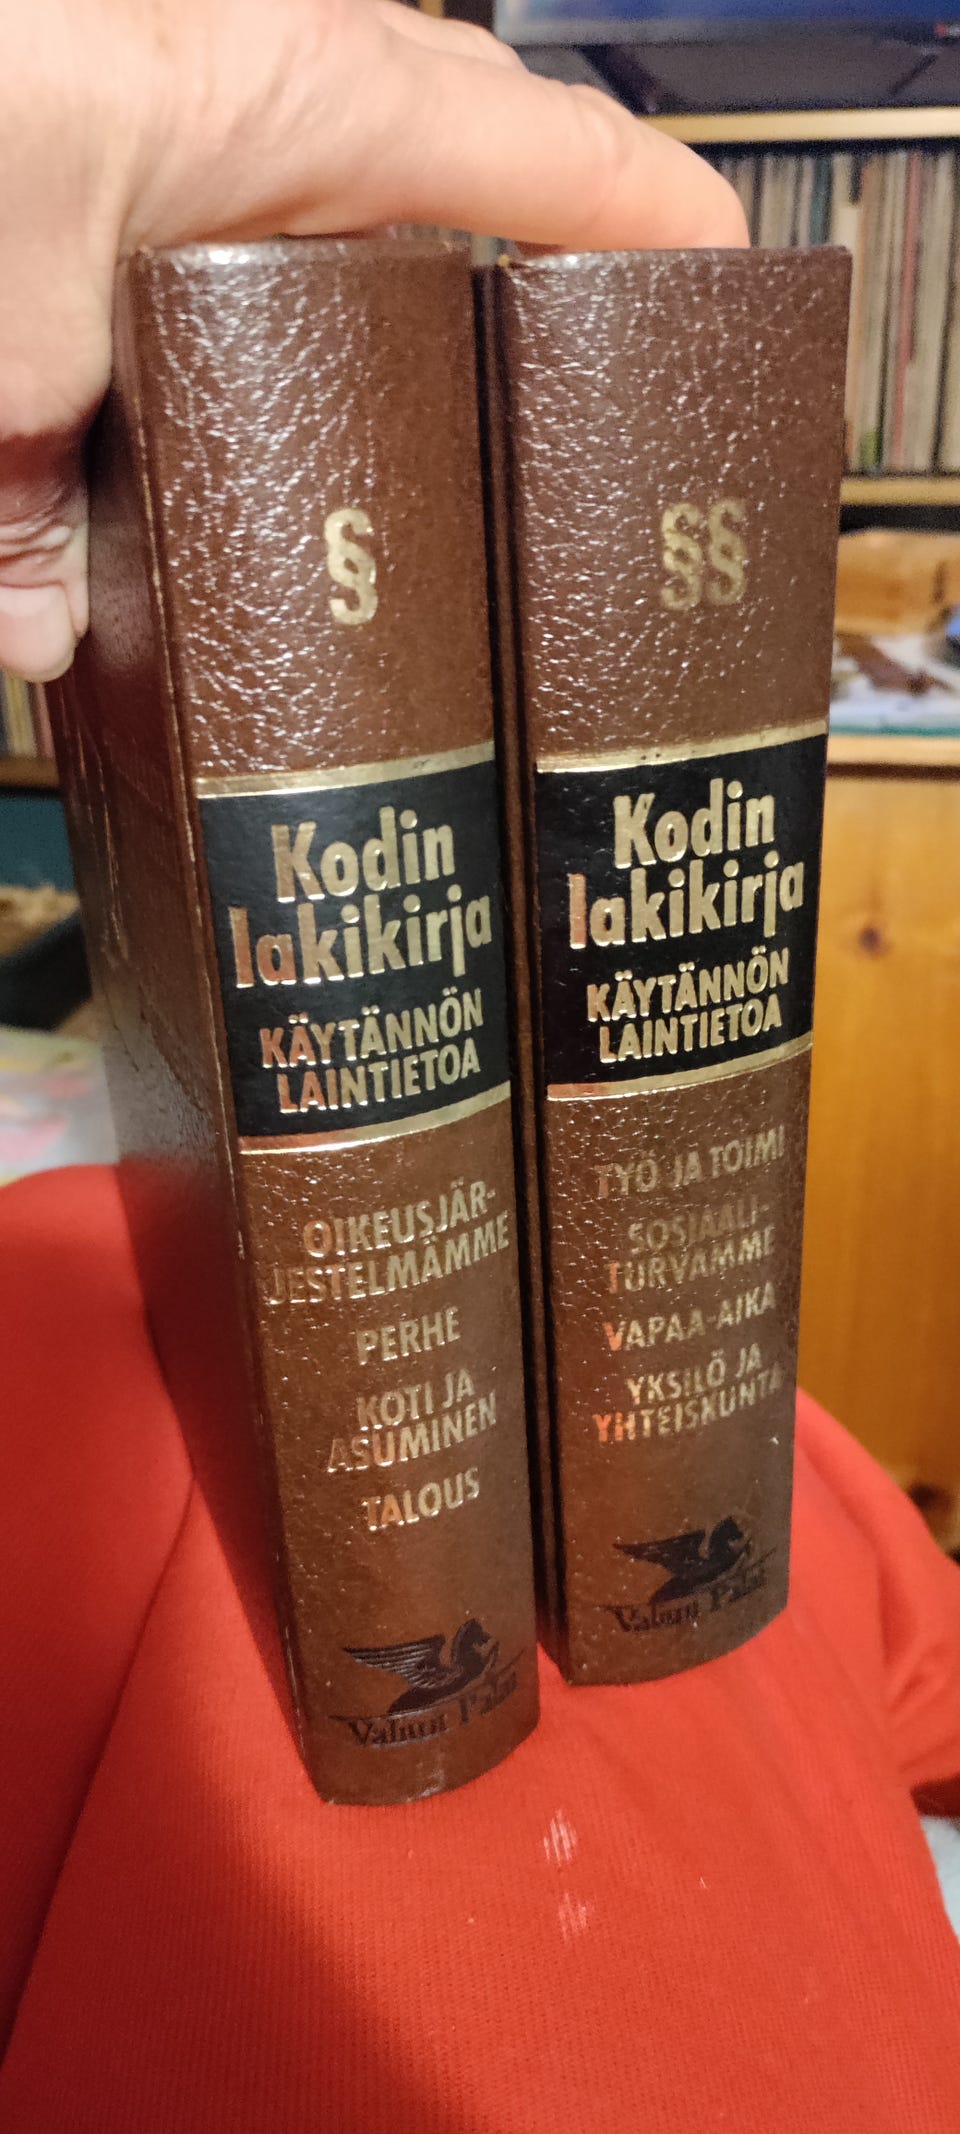 §
Kodin
lakikirja
KÄYTÄNNÖN
LAINTIETOA
OIKEUSJÄR-
JESTELMÄMME
PERHE
KOTI JA
ASUMINEN
TALOUS
Valitut Palat
§§
Kodin
lakikirja
KÄYTÄNNÖN
LAINTIETOA
TYÖ JA TOIMI
SOSIAALI-
TURVAMME
VAPAA-AIKA
YKSILÖ JA
YHTEISKUNTA
Valitut Palat